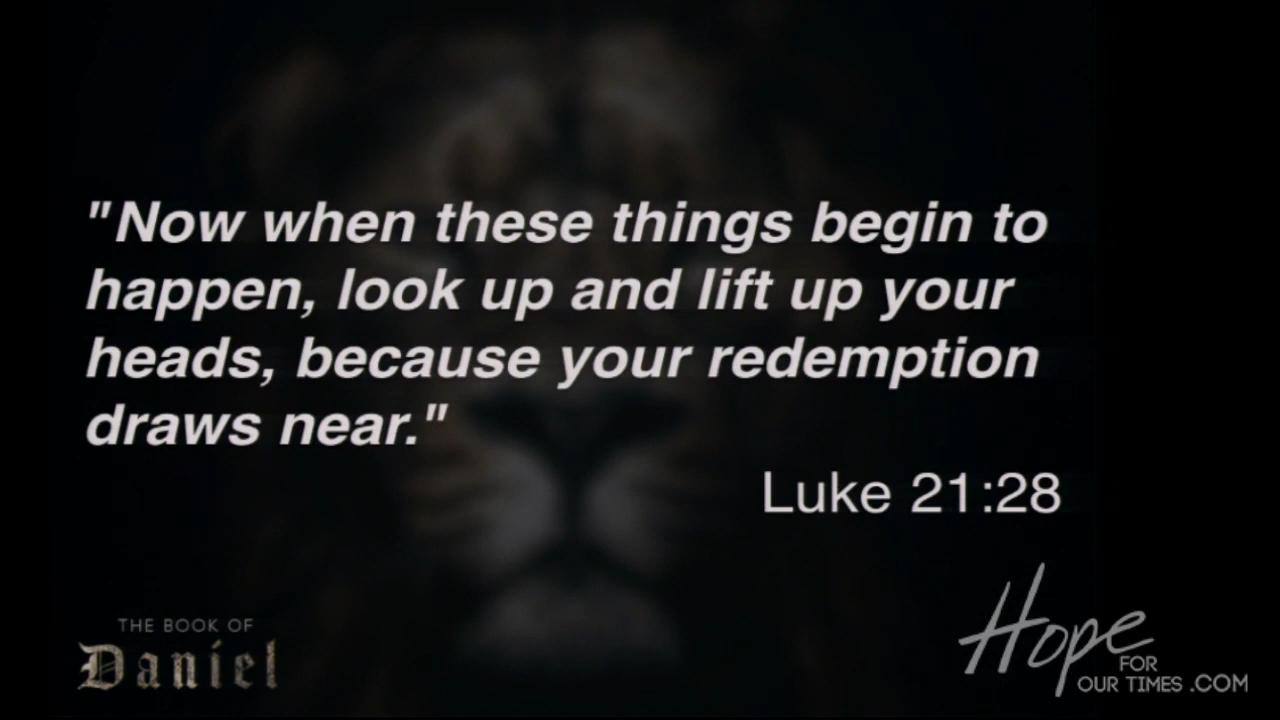 "Now when these things begin to
happen, look up and lift up your
heads, because your redemption
draws near."
Luke 21:28
THE BOOK OF
Daniel
Hope
FOR
OUR TIMES .COM